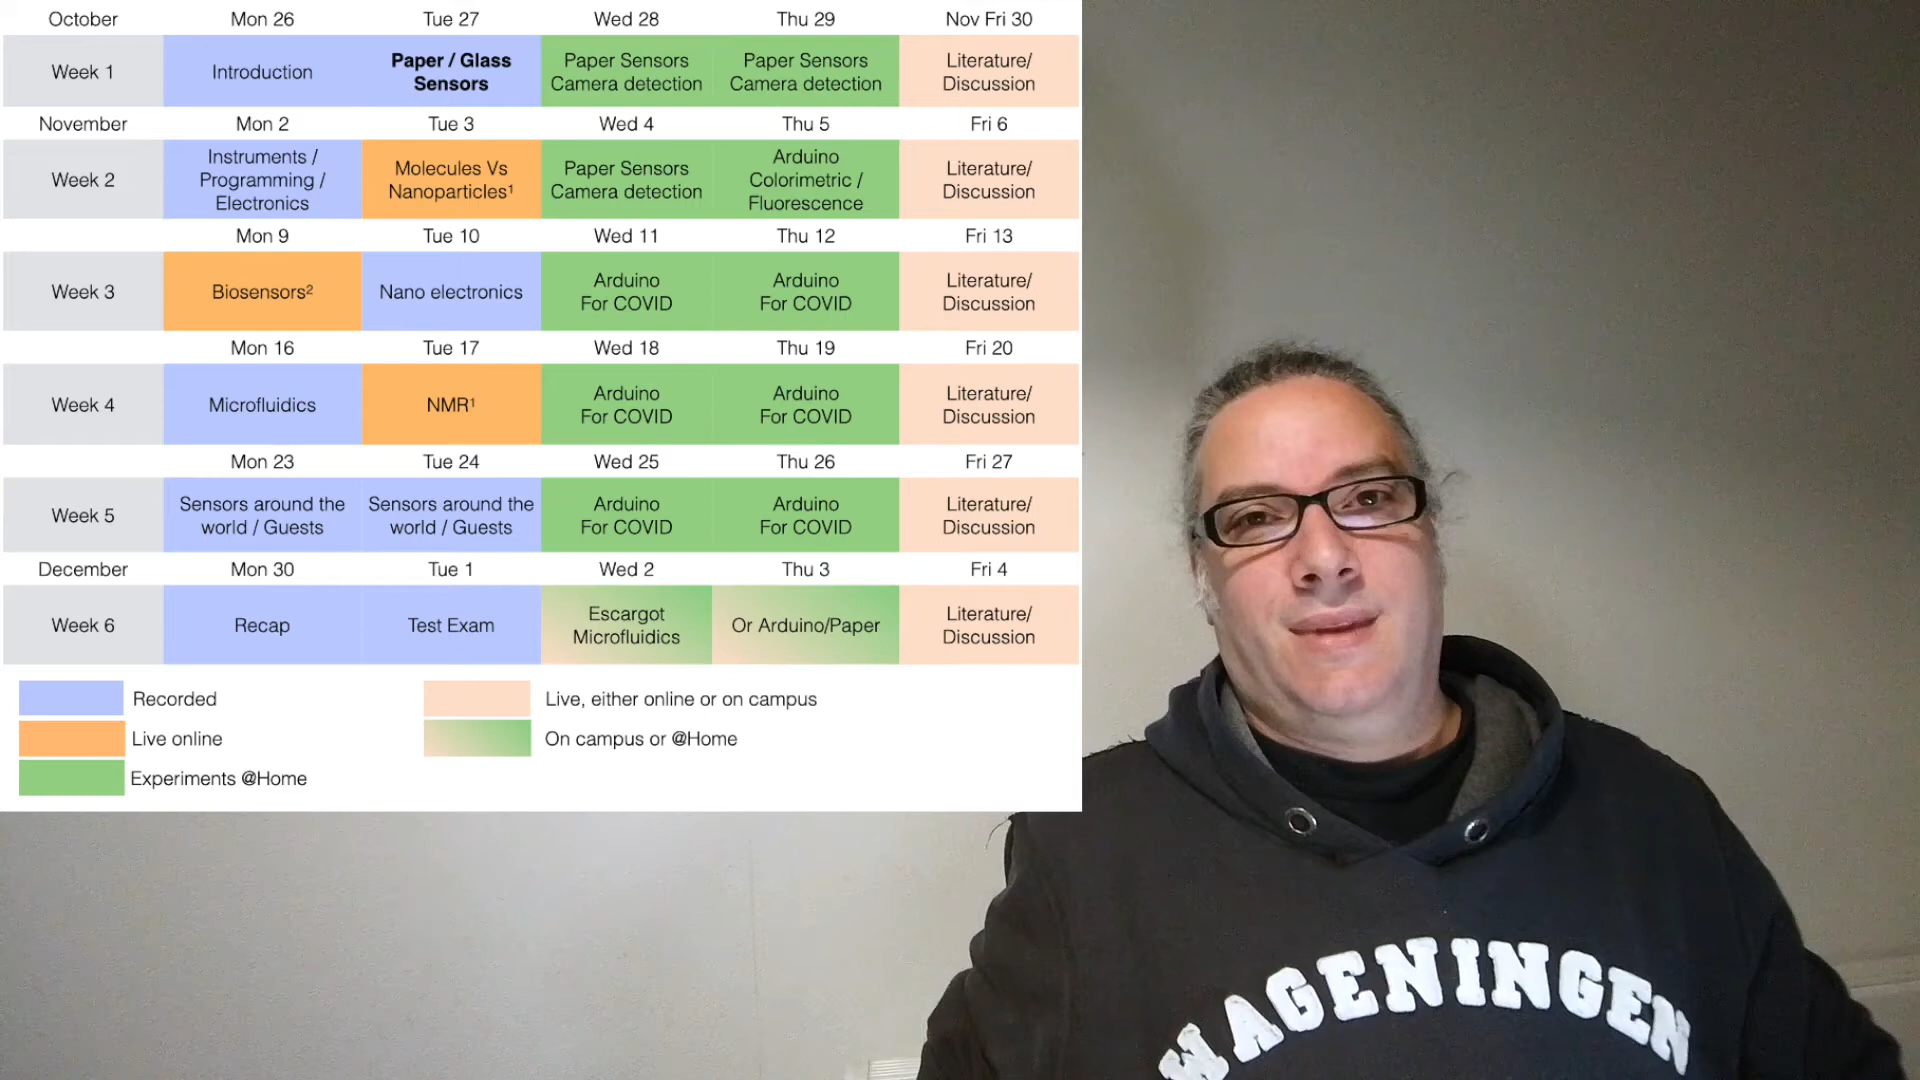 October Mon 26 Tue 27 Wed 28 Thu 29 Nov Fri 30
Week 1
Introduction
Paper / Glass
Sensors
Paper Sensors
Camera detection
Paper Sensors
Camera detection
Literature/
Discussion
November Mon 2 Tue 3 Wed 4 Thu 5 Fri 6
Week 2
Instruments /
Programming /
Electronics
Molecules Vs
Nanoparticles¹
Paper Sensors
Camera detection
Arduino
Colorimetric /
Fluorescence
Literature/
Discussion
Mon 9 Tue 10 Wed 11 Thu 12 Fri 13
Week 3
Biosensors²
Nano electronics
Arduino
For COVID
Arduino
For COVID
Literature/
Discussion
Mon 16 Tue 17 Wed 18 Thu 19 Fri 20
Week 4
Microfluidics
NMR¹
Arduino
For COVID
Arduino
For COVID
Literature/
Discussion
Mon 23 Tue 24 Wed 25 Thu 26 Fri 27
Week 5
Sensors around the
world / Guests
Sensors around the
world / Guests
Arduino
For COVID
Arduino
For COVID
Literature/
Discussion
December Mon 30 Tue 1 Wed 2 Thu 3 Fri 4
Week 6
Recap
Test Exam
Escargot
Microfluidics
Or Arduino/Paper
Literature/
Discussion
Recorded
Live, either online or on campus
Live online
On campus or @Home
Experiments @Home
WAGENINGEN